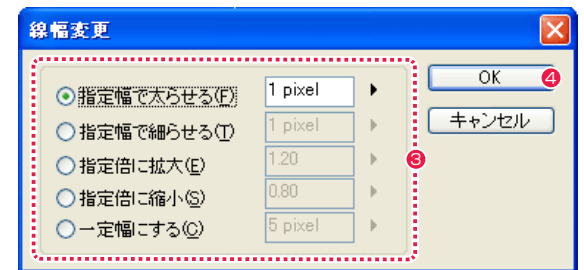 線幅変更
指定幅で太らせる(F) 1 pixel
指定幅で細らせる(T) 1 pixel
指定倍に拡大(E) 1.20
指定倍に縮小(S) 0.80
一定幅にする(C) 5 pixel
❸
OK ❹
キャンセル